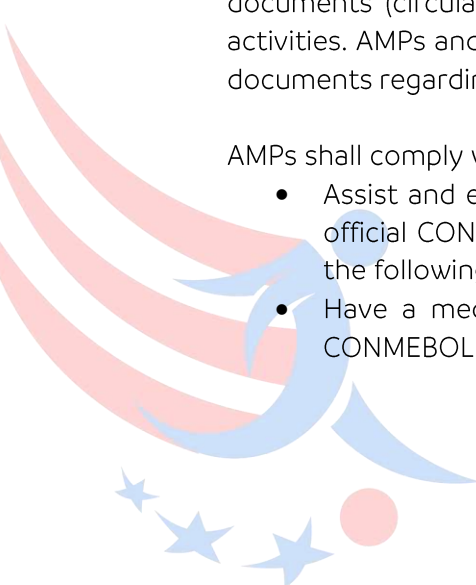 documents (circula
activities. AMPs and
documents regardin
AMPs shall comply
• Assist and e
official CON
the followin
• Have a med
CONMEBOL